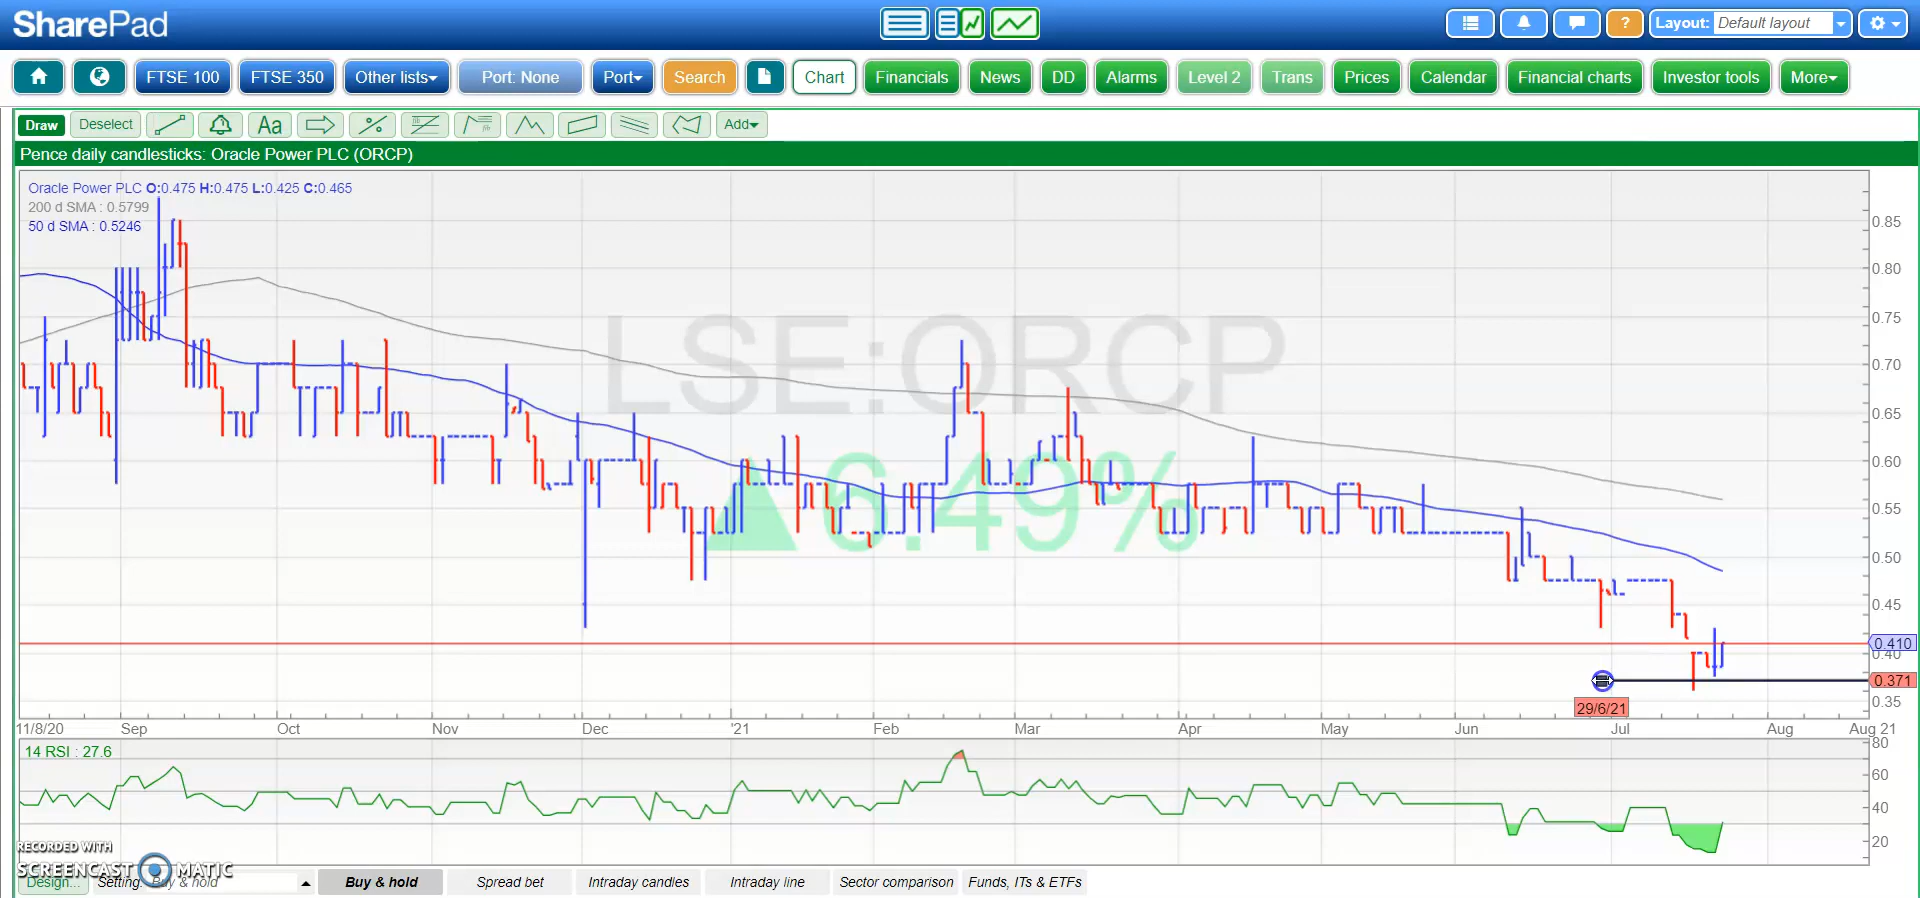 SharePad
Layout: Default layout
FTSE 100 FTSE 350 Other lists Port: None Port Search Chart Financials News DD Alarms Level 2 Trans Prices Calendar Financial charts Investor tools More
Draw Deselect Aa % Add
Pence daily candlesticks: Oracle Power PLC (ORCP)
Oracle Power PLC O:0.475 H:0.475 L:0.425 C:0.465
200 d SMA : 0.5799
50 d SMA : 0.5246
LSE:ORCP
6.49%
0.85
0.80
0.75
0.70
0.65
0.60
0.55
0.50
0.45
0.410
0.40
0.371
0.35
29/6/21
11/8/20 Sep Oct Nov Dec '21 Feb Mar Apr May Jun Jul Aug Aug 21
14 RSI : 27.6
80
60
40
20
RECORDED WITH
SCREENCAST MATIC
Design... Setting: Buy & hold Buy & hold Spread bet Intraday candles Intraday line Sector comparison Funds, ITs & ETFs